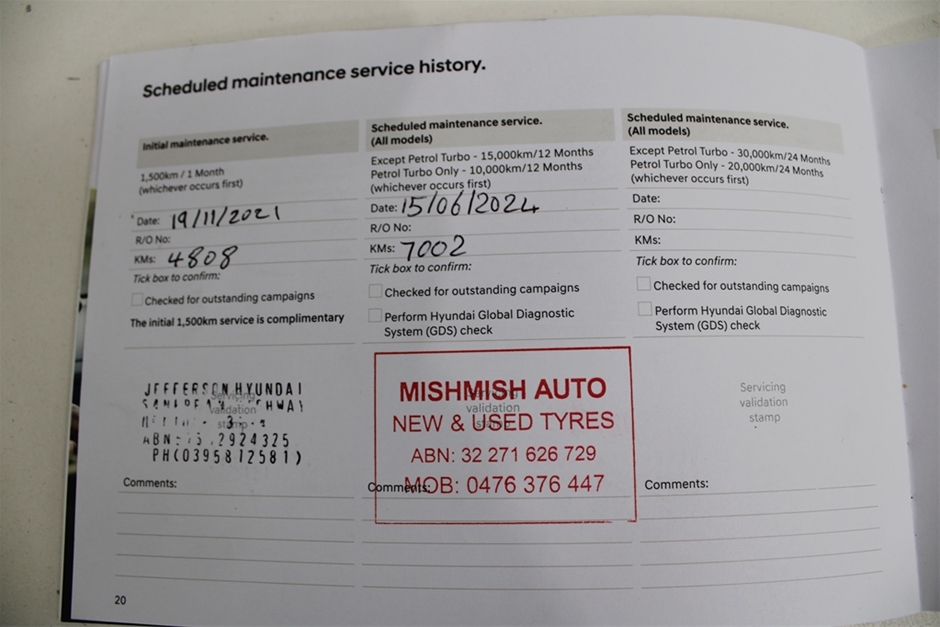 Scheduled maintenance service history.
Initial maintenance service.
1,500km / 1 Month
(whichever occurs first)
Date: 19/11/2021
R/O No:
KMs: 4808
Tick box to confirm:
Checked for outstanding campaigns
The initial 1,500km service is complimentary
JEFFERSON HYUNDAI
Servicing
validation
stamp
PH(0395812581)
Comments:
Scheduled maintenance service.
(All models)
Except Petrol Turbo - 15,000km/12 Months
Petrol Turbo Only - 10,000km/12 Months
(whichever occurs first)
Date: 15/06/2024
R/O No:
KMs: 7002
Tick box to confirm:
Checked for outstanding campaigns
Perform Hyundai Global Diagnostic
System (GDS) check
Servicing
validation
stamp
MISHMISH AUTO
NEW & USED TYRES
ABN: 32 271 626 729
MOB: 0476 376 447
Comments:
Scheduled maintenance service.
(All models)
Except Petrol Turbo - 30,000km/24 Months
Petrol Turbo Only - 20,000km/24 Months
(whichever occurs first)
Date:
R/O No:
KMs:
Tick box to confirm:
Checked for outstanding campaigns
Perform Hyundai Global Diagnostic
System (GDS) check
Servicing
validation
stamp
Comments:
20